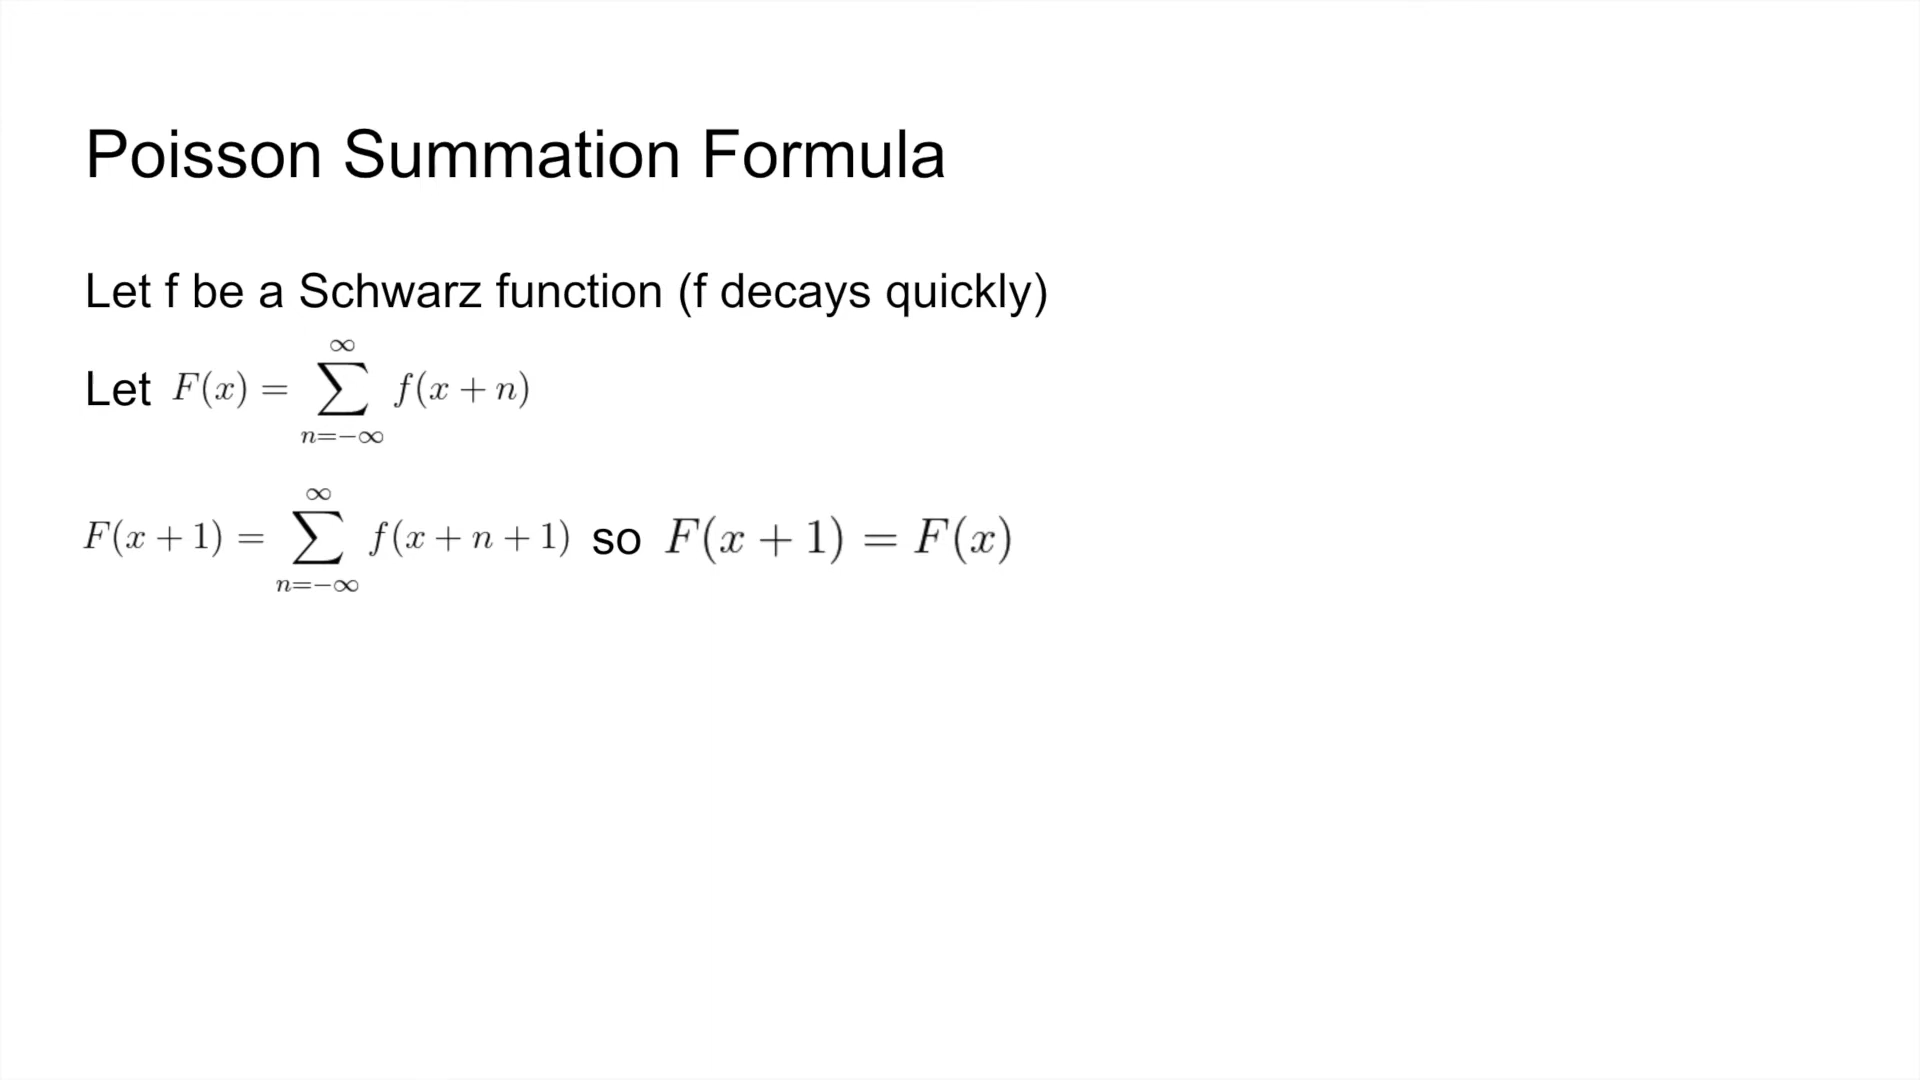 Poisson Summation Formula
Let f be a Schwarz function (f decays quickly)
Let $F(x) = \sum_{n=-\infty}^{\infty} f(x+n)$
$F(x+1) = \sum_{n=-\infty}^{\infty} f(x+n+1)$ so $F(x+1) = F(x)$